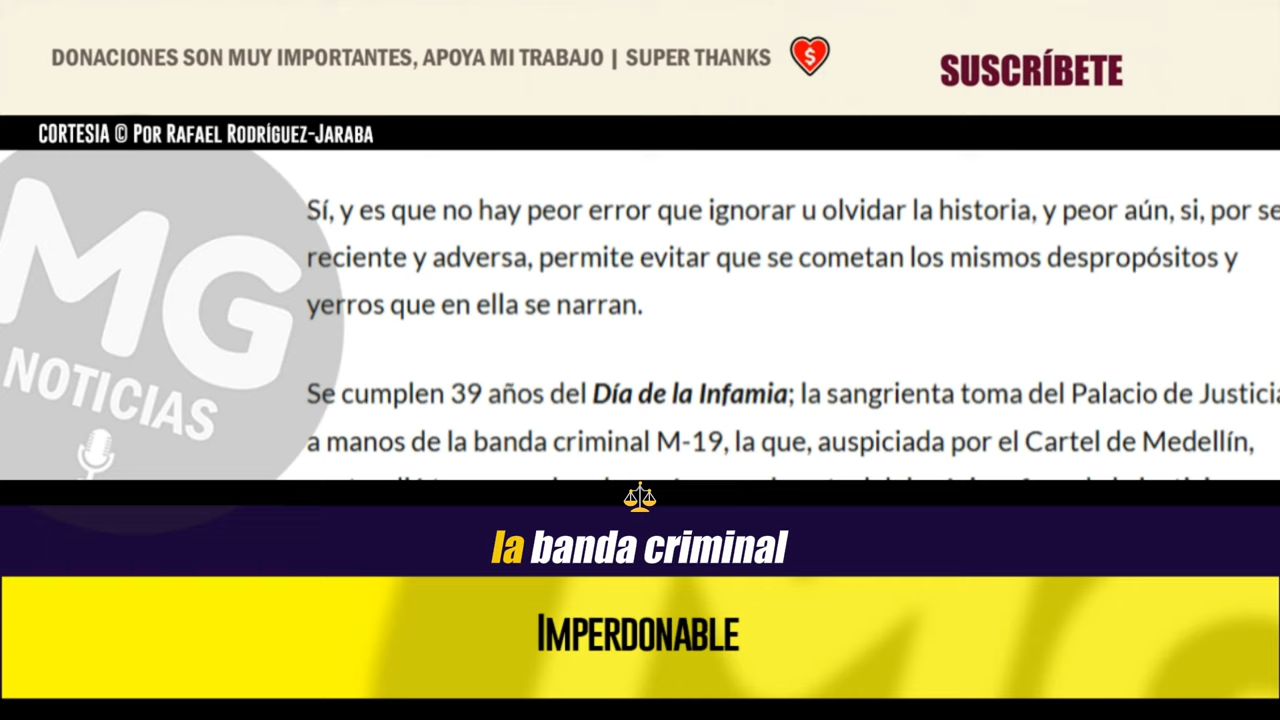 DONACIONES SON MUY IMPORTANTES, APOYA MI TRABAJO | SUPER THANKS
$
SUSCRÍBETE
CORTESIA © Por Rafael Rodríguez-Jaraba
MG
NOTICIAS
Sí, y es que no hay peor error que ignorar u olvidar la historia, y peor aún, si, por se
reciente y adversa, permite evitar que se cometan los mismos despropósitos y
yerros que en ella se narran.
Se cumplen 39 años del Día de la Infamia; la sangrienta toma del Palacio de Justicia
a manos de la banda criminal M-19, la que, auspiciada por el Cartel de Medellín,
la banda criminal
Imperdonable